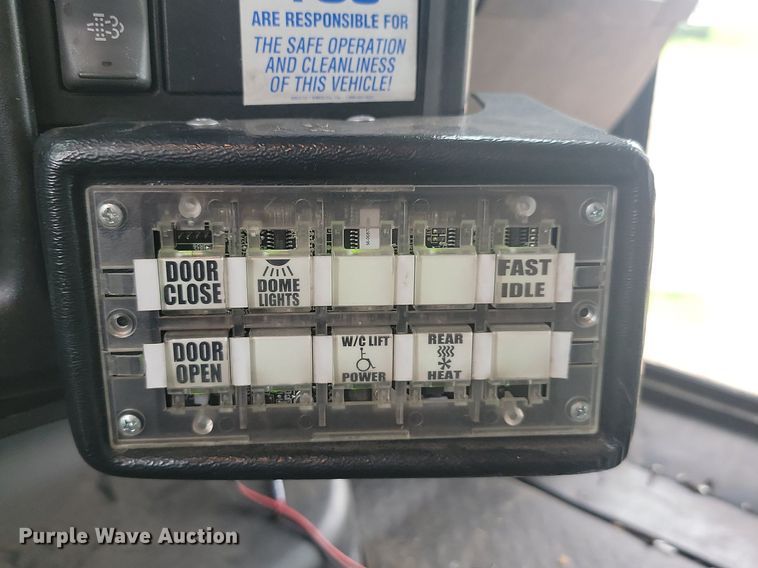 YOU
ARE RESPONSIBLE FOR
THE SAFE OPERATION
AND CLEANLINESS
OF THIS VEHICLE!
DOOR
CLOSE
DOME
LIGHTS
FAST
IDLE
DOOR
OPEN
W/C LIFT
POWER
REAR
HEAT
Purple Wave Auction